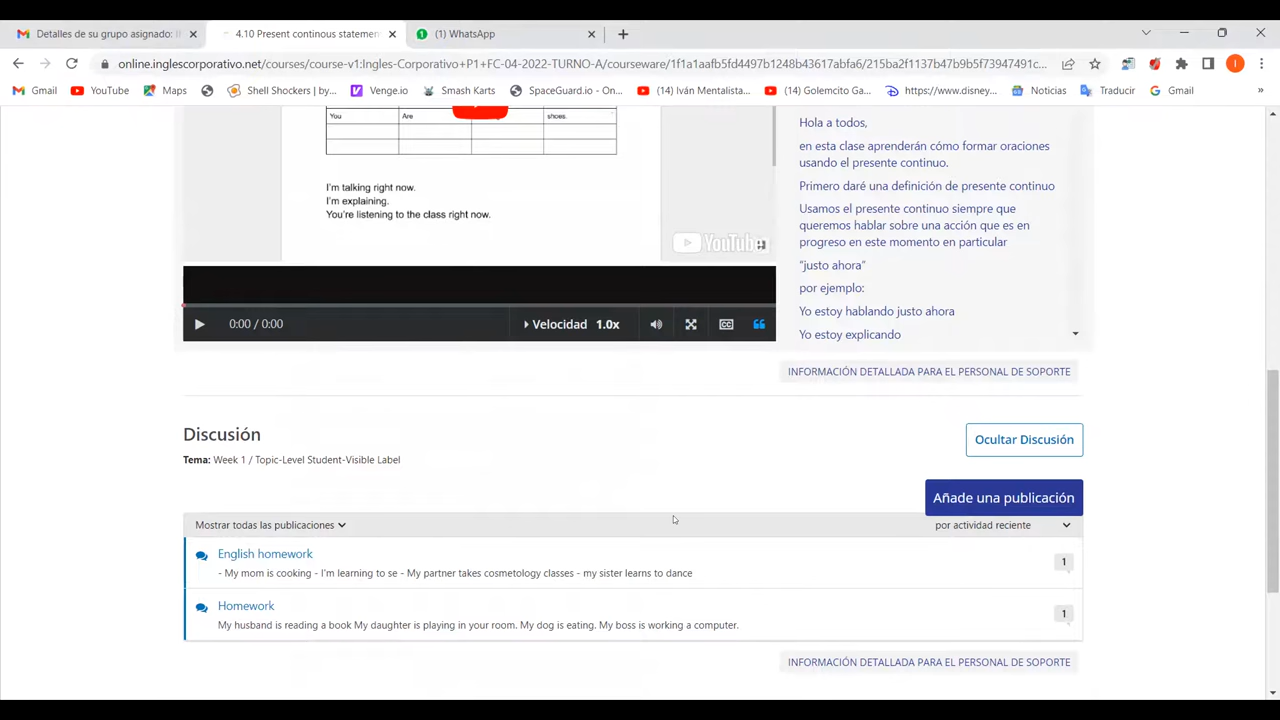 Detalles de su grupo asignado: I
4.10 Present continous statemen
(1) WhatsApp
online.inglescorporativo.net/courses/course-v1:Ingles-Corporativo+P1+FC-04-2022-TURNO-A/courseware/1f1a1aafb5fd4497b1248b43617abfa6/215ba2f1137b47b9b5f73947491c...
I
Gmail
YouTube
Maps
Shell Shockers | by...
Venge.io
Smash Karts
SpaceGuard.io - On...
(14) Iván Mentalista...
(14) Golemcito Ga...
https://www.disney...
Noticias
Traducir
Gmail
»
You Are shoes.
I'm talking right now.
I'm explaining.
You're listening to the class right now.
YouTube
Hola a todos,
en esta clase aprenderán cómo formar oraciones
usando el presente continuo.
Primero daré una definición de presente continuo
Usamos el presente continuo siempre que
queremos hablar sobre una acción que es en
progreso en este momento en particular
"justo ahora"
por ejemplo:
Yo estoy hablando justo ahora
Yo estoy explicando
0:00 / 0:00
Velocidad 1.0x
CC
INFORMACIÓN DETALLADA PARA EL PERSONAL DE SOPORTE
Discusión
Ocultar Discusión
Tema: Week 1 / Topic-Level Student-Visible Label
Añade una publicación
Mostrar todas las publicaciones
por actividad reciente
English homework
1
- My mom is cooking - I'm learning to se - My partner takes cosmetology classes - my sister learns to dance
Homework
1
My husband is reading a book My daughter is playing in your room. My dog is eating. My boss is working a computer.
INFORMACIÓN DETALLADA PARA EL PERSONAL DE SOPORTE